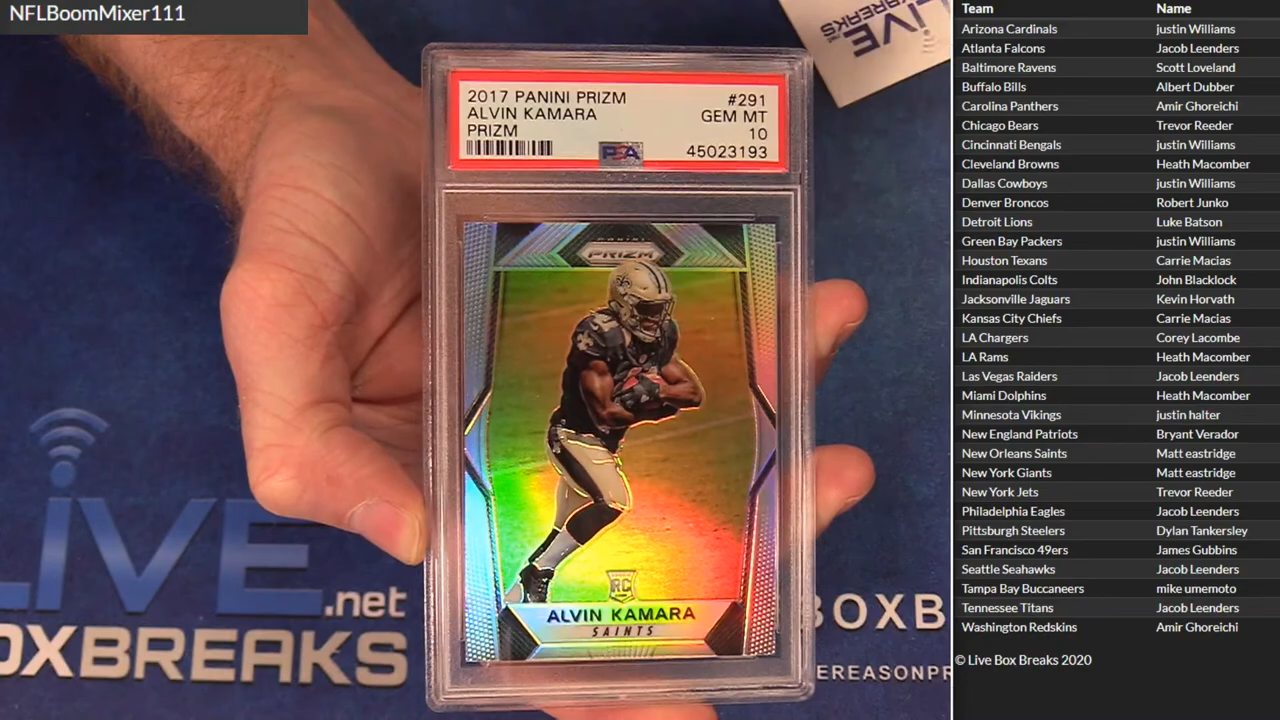 NFLBoomMixer111
LIVE
BOXBREAKS
2017 PANINI PRIZM
ALVIN KAMARA
PRIZM
#291
GEM MT
10
PSA
45023193
PANINI
PRIZM
RC
ALVIN KAMARA
SAINTS
LIVE
.net
OXBREAKS
BOXB
EREASONPR
Team Name
Arizona Cardinals justin Williams
Atlanta Falcons Jacob Leenders
Baltimore Ravens Scott Loveland
Buffalo Bills Albert Dubber
Carolina Panthers Amir Ghoreichi
Chicago Bears Trevor Reeder
Cincinnati Bengals justin Williams
Cleveland Browns Heath Macomber
Dallas Cowboys justin Williams
Denver Broncos Robert Junko
Detroit Lions Luke Batson
Green Bay Packers justin Williams
Houston Texans Carrie Macias
Indianapolis Colts John Blacklock
Jacksonville Jaguars Kevin Horvath
Kansas City Chiefs Carrie Macias
LA Chargers Corey Lacombe
LA Rams Heath Macomber
Las Vegas Raiders Jacob Leenders
Miami Dolphins Heath Macomber
Minnesota Vikings justin halter
New England Patriots Bryant Verador
New Orleans Saints Matt eastridge
New York Giants Matt eastridge
New York Jets Trevor Reeder
Philadelphia Eagles Jacob Leenders
Pittsburgh Steelers Dylan Tankersley
San Francisco 49ers James Gubbins
Seattle Seahawks Jacob Leenders
Tampa Bay Buccaneers mike umemoto
Tennessee Titans Jacob Leenders
Washington Redskins Amir Ghoreichi
© Live Box Breaks 2020